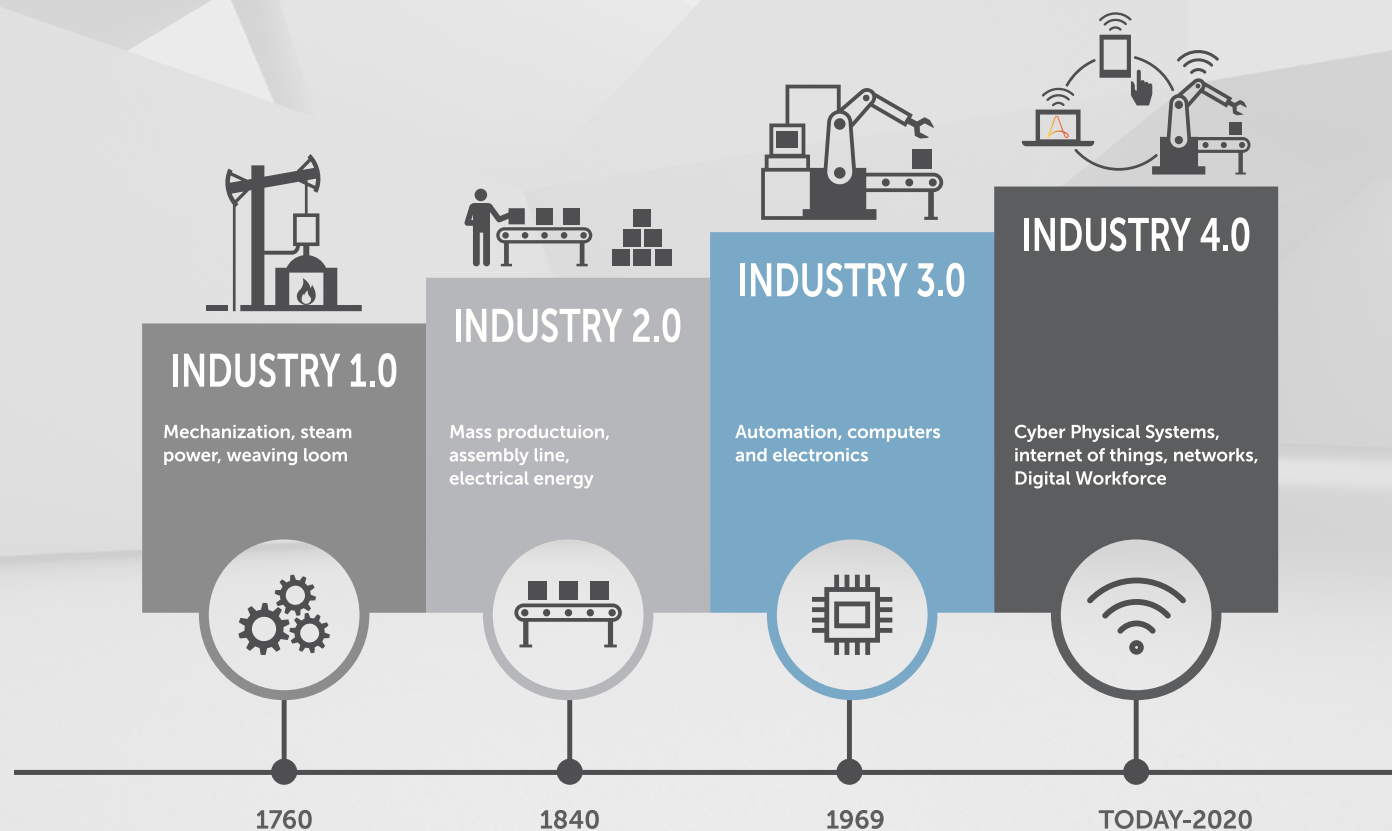 INDUSTRY 1.0
Mechanization, steam
power, weaving loom
INDUSTRY 2.0
Mass productuion,
assembly line,
electrical energy
INDUSTRY 3.0
Automation, computers
and electronics
INDUSTRY 4.0
Cyber Physical Systems,
internet of things, networks,
Digital Workforce
1760
1840
1969
TODAY-2020